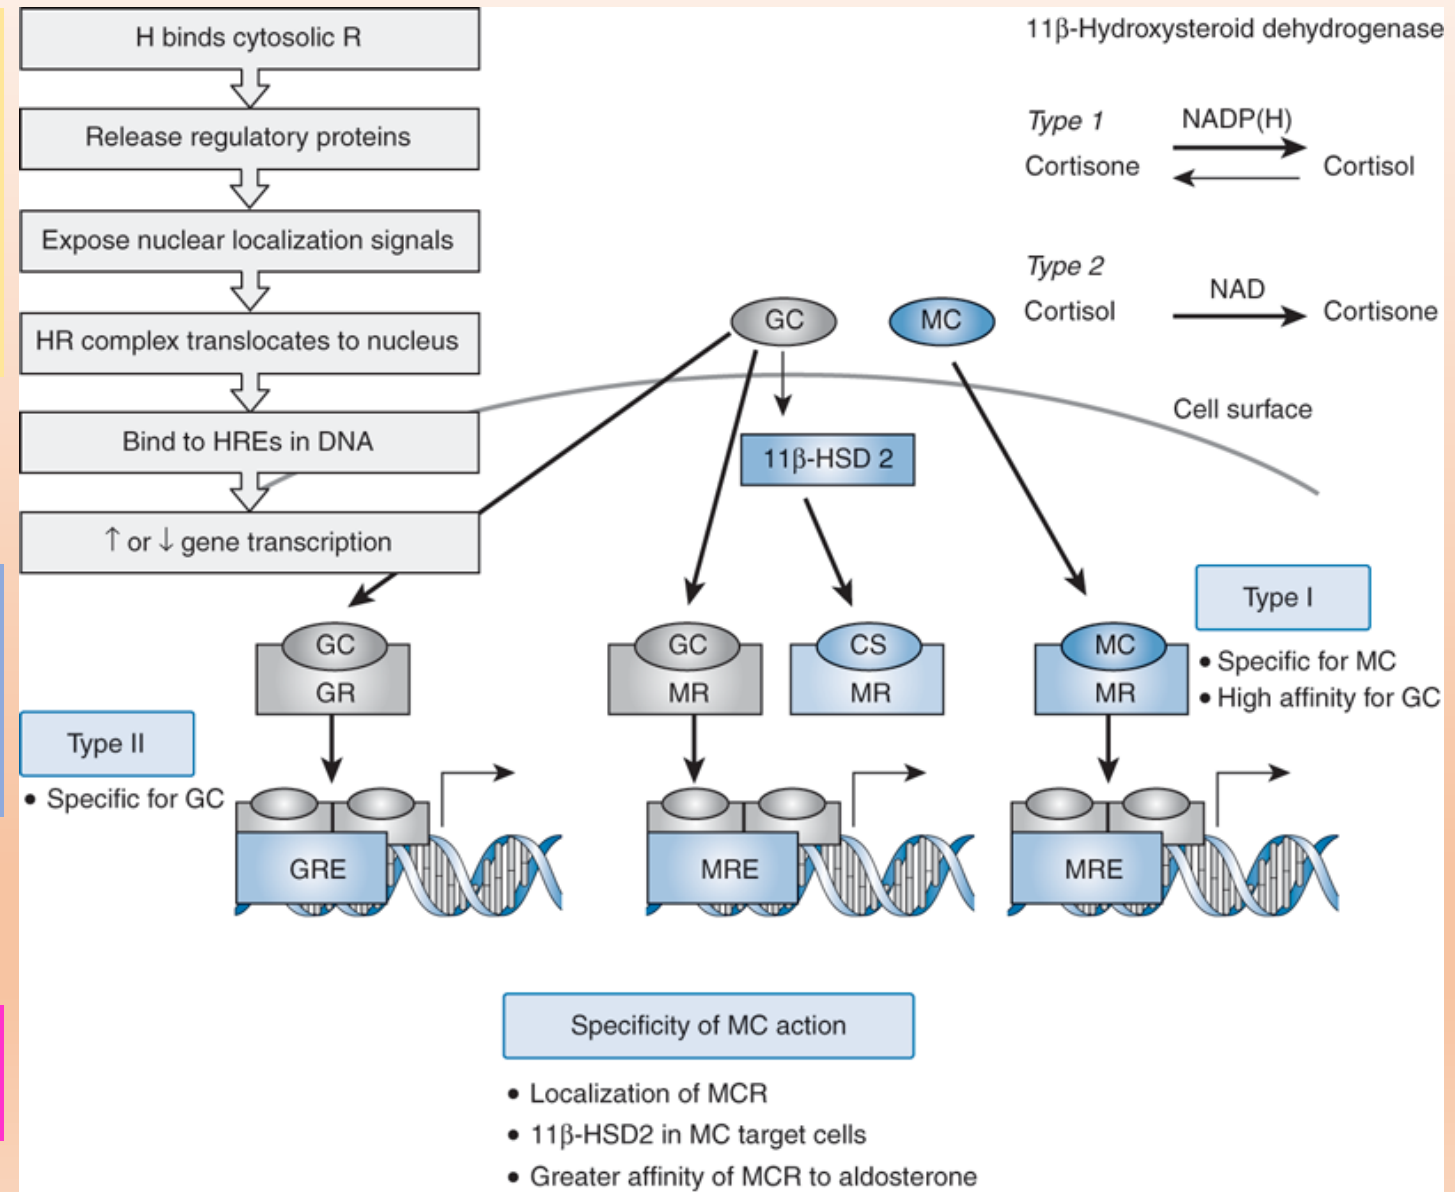 H binds cytosolic R
Release regulatory proteins
Expose nuclear localization signals
HR complex translocates to nucleus
Bind to HREs in DNA
↑ or ↓ gene transcription
11β-Hydroxysteroid dehydrogenase
Type 1
NADP(H)
Cortisone
Cortisol
Type 2
NAD
Cortisol
Cortisone
GC
MC
Cell surface
11β-HSD 2
GC
GR
GC
MR
CS
MR
MC
MR
Type I
• Specific for MC
• High affinity for GC
Type II
• Specific for GC
GRE
MRE
MRE
Specificity of MC action
• Localization of MCR
• 11β-HSD2 in MC target cells
• Greater affinity of MCR to aldosterone